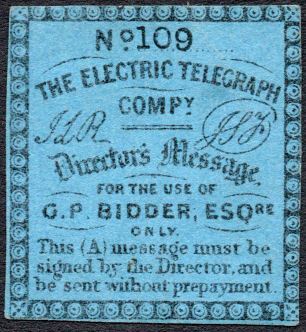 No 109
THE ELECTRIC TELEGRAPH
COMPY.
Director's Message.
FOR THE USE OF
G.P. BIDDER, ESQRE
ONLY.
This (A) message must be
signed by the Director, and
be sent without prepayment.